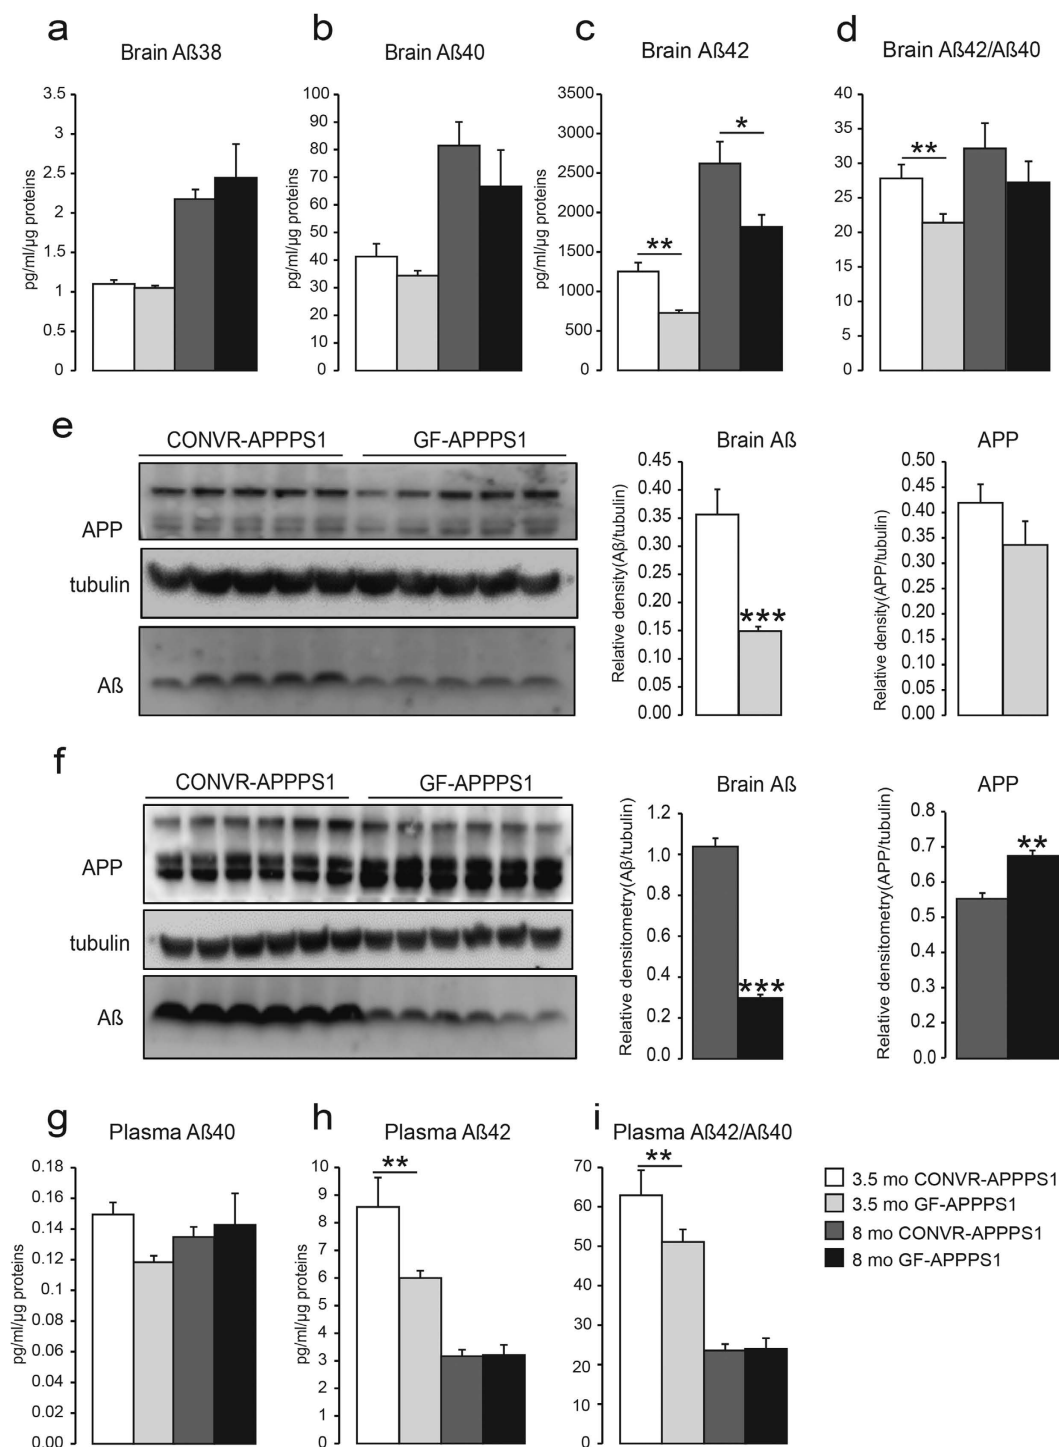 a
Brain Aß38
3.5
3
2.5
2
1.5
1
0.5
0
pg/ml/µg proteins
b
Brain Aß40
100
90
80
70
60
50
40
30
20
10
0
c
Brain Aß42
3500
3000
2500
2000
1500
1000
500
0
pg/ml/µg proteins
**
*
d
Brain Aß42/Aß40
40
35
30
25
20
15
10
5
0
**
e
CONVR-APPPS1
GF-APPPS1
APP
tubulin
Aß
Brain Aß
0.45
0.40
0.35
0.30
0.25
0.20
0.15
0.10
0.05
0.00
Relative density(Aβ/tubulin)
***
APP
0.50
0.45
0.40
0.35
0.30
0.25
0.20
0.15
0.10
0.05
0.00
Relative density(APP/tubulin)
f
CONVR-APPPS1
GF-APPPS1
APP
tubulin
Aß
Brain Aß
1.2
1.0
0.8
0.6
0.4
0.2
0.0
Relative densitometry(Aβ/tubulin)
***
APP
0.8
0.7
0.6
0.5
0.4
0.3
0.2
0.1
0.0
Relative densitometry(APP/tubulin)
**
g
Plasma Aß40
0.18
0.16
0.14
0.12
0.1
0.08
0.06
0.04
0.02
0.00
pg/ml/µg proteins
h
Plasma Aß42
10
9
8
7
6
5
4
3
2
1
0
pg/ml/µg proteins
**
i
Plasma Aß42/Aß40
70
60
50
40
30
20
10
0
**
3.5 mo CONVR-APPPS1
3.5 mo GF-APPPS1
8 mo CONVR-APPPS1
8 mo GF-APPPS1